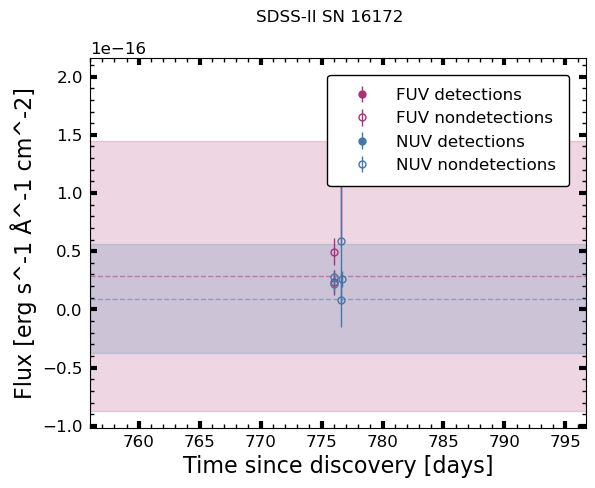 SDSS-II SN 16172
1e−16
2.0
1.5
1.0
0.5
0.0
−0.5
−1.0
Flux [erg s^-1 Å^-1 cm^-2]
FUV detections
FUV nondetections
NUV detections
NUV nondetections
760 765 770 775 780 785 790 795
Time since discovery [days]